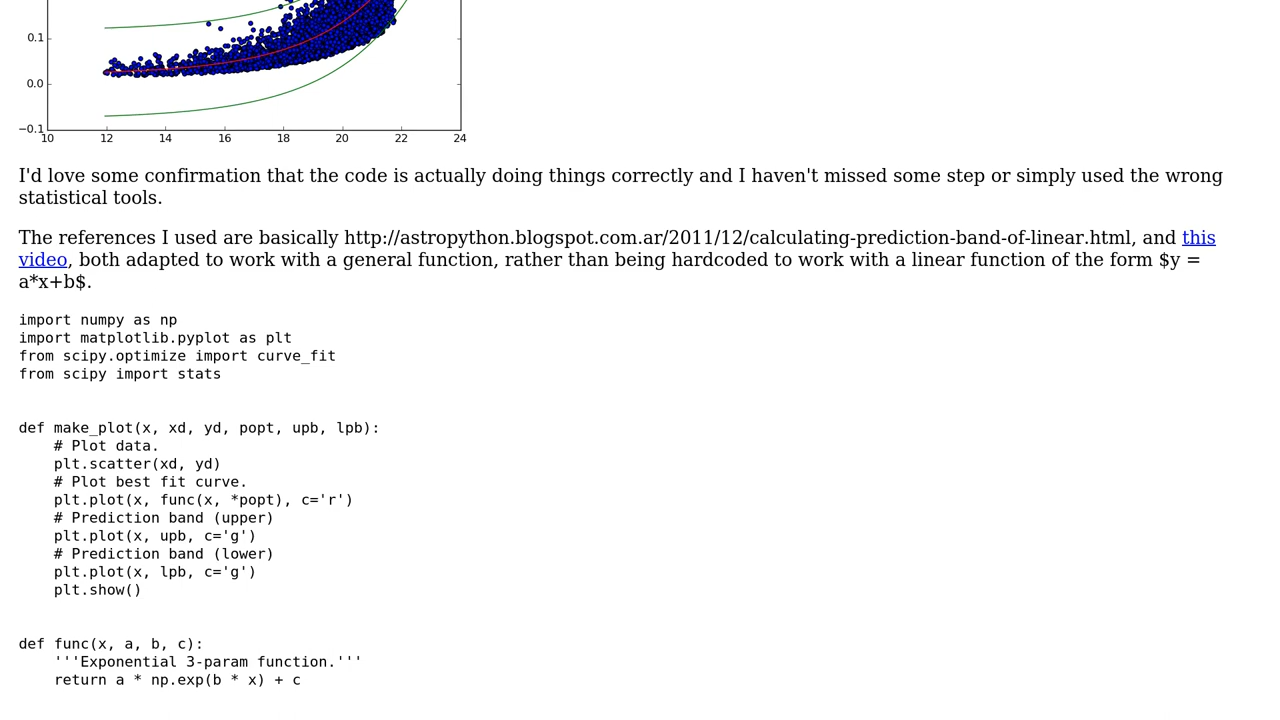 0.1
0.0
−0.1
10 12 14 16 18 20 22 24
I'd love some confirmation that the code is actually doing things correctly and I haven't missed some step or simply used the wrong
statistical tools.
The references I used are basically http://astropython.blogspot.com.ar/2011/12/calculating-prediction-band-of-linear.html, and this
video, both adapted to work with a general function, rather than being hardcoded to work with a linear function of the form $y =
a*x+b$.
import numpy as np
import matplotlib.pyplot as plt
from scipy.optimize import curve_fit
from scipy import stats
def make_plot(x, xd, yd, popt, upb, lpb):
    # Plot data.
    plt.scatter(xd, yd)
    # Plot best fit curve.
    plt.plot(x, func(x, *popt), c='r')
    # Prediction band (upper)
    plt.plot(x, upb, c='g')
    # Prediction band (lower)
    plt.plot(x, lpb, c='g')
    plt.show()
def func(x, a, b, c):
    '''Exponential 3-param function.'''
    return a * np.exp(b * x) + c